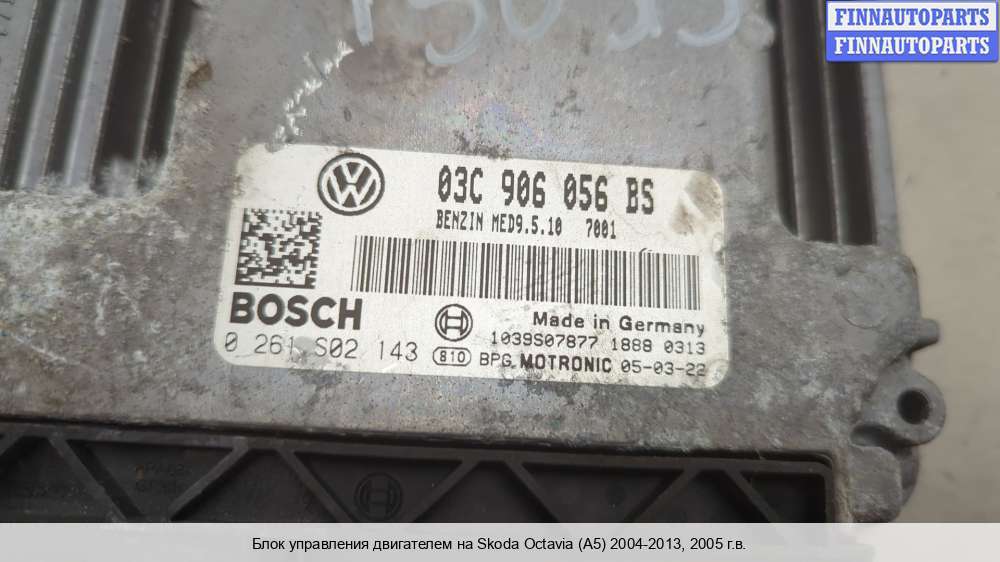 FINNAUTOPARTS
FINNAUTOPARTS
03C 906 056 BS
BENZIN MED9.5.10 7001
BOSCH
Made in Germany
1039S07877 1888 0313
0 261 S02 143
810 BPG MOTRONIC 05-03-22
Блок управления двигателем на Skoda Octavia (A5) 2004-2013, 2005 г.в.